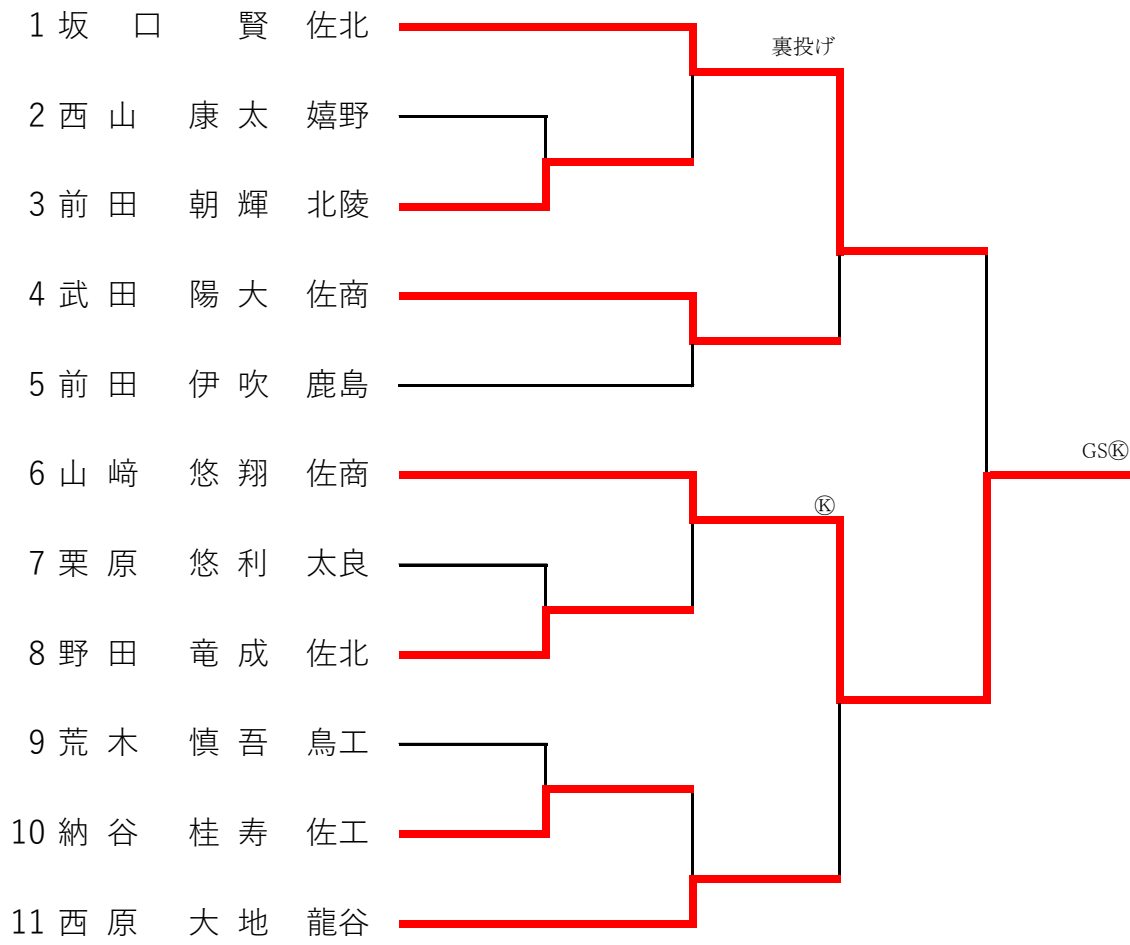 1 坂 口 賢 佐北
裏投げ
2 西 山 康 太 嬉野
3 前 田 朝 輝 北陵
4 武 田 陽 大 佐商
5 前 田 伊 吹 鹿島
GSⓀ
6 山 﨑 悠 翔 佐商
Ⓚ
7 栗 原 悠 利 太良
8 野 田 竜 成 佐北
9 荒 木 慎 吾 鳥工
10 納 谷 桂 寿 佐工
11 西 原 大 地 龍谷